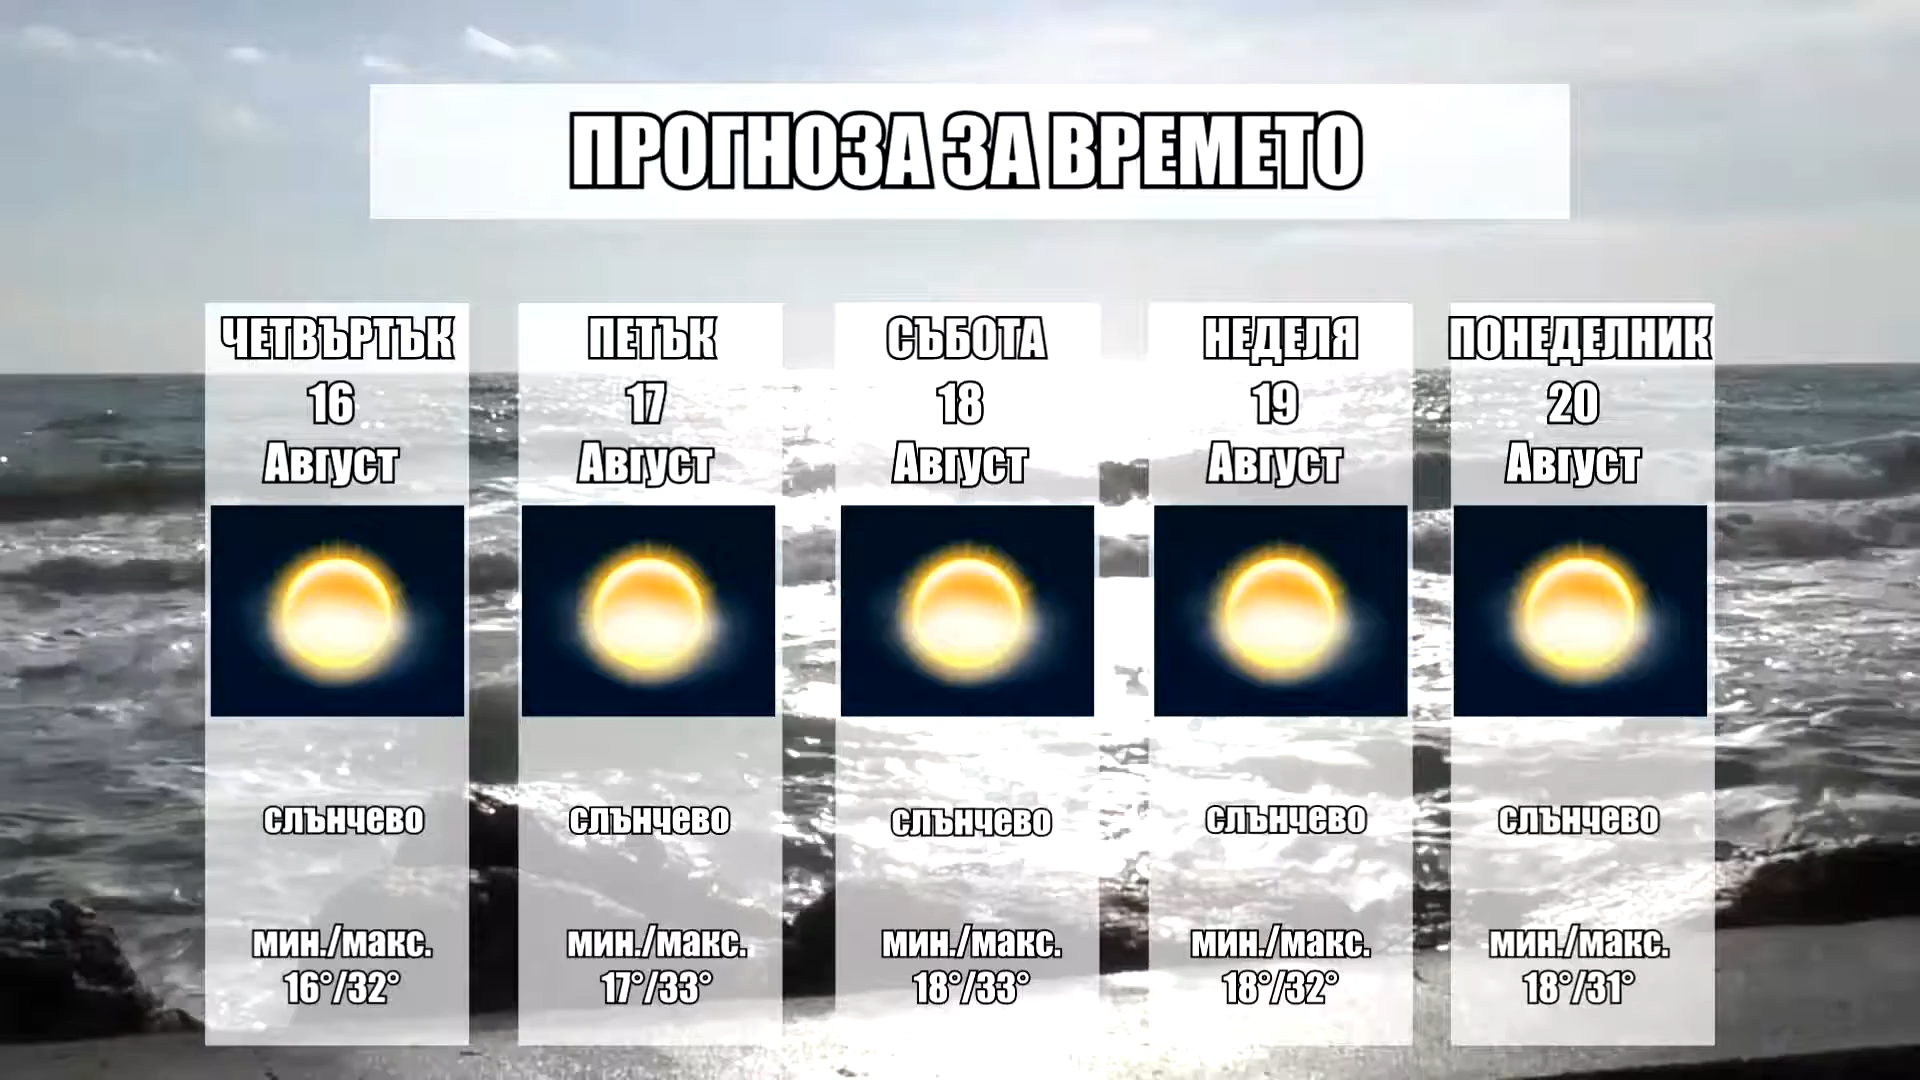 ПРОГНОЗА ЗА ВРЕМЕТО
ЧЕТВЪРТЪК
16
Август
слънчево
мин./макс.
16°/32°
ПЕТЪК
17
Август
слънчево
мин./макс.
17°/33°
СЪБОТА
18
Август
слънчево
мин./макс.
18°/33°
НЕДЕЛЯ
19
Август
слънчево
мин./макс.
18°/32°
ПОНЕДЕЛНИК
20
Август
слънчево
мин./макс.
18°/31°